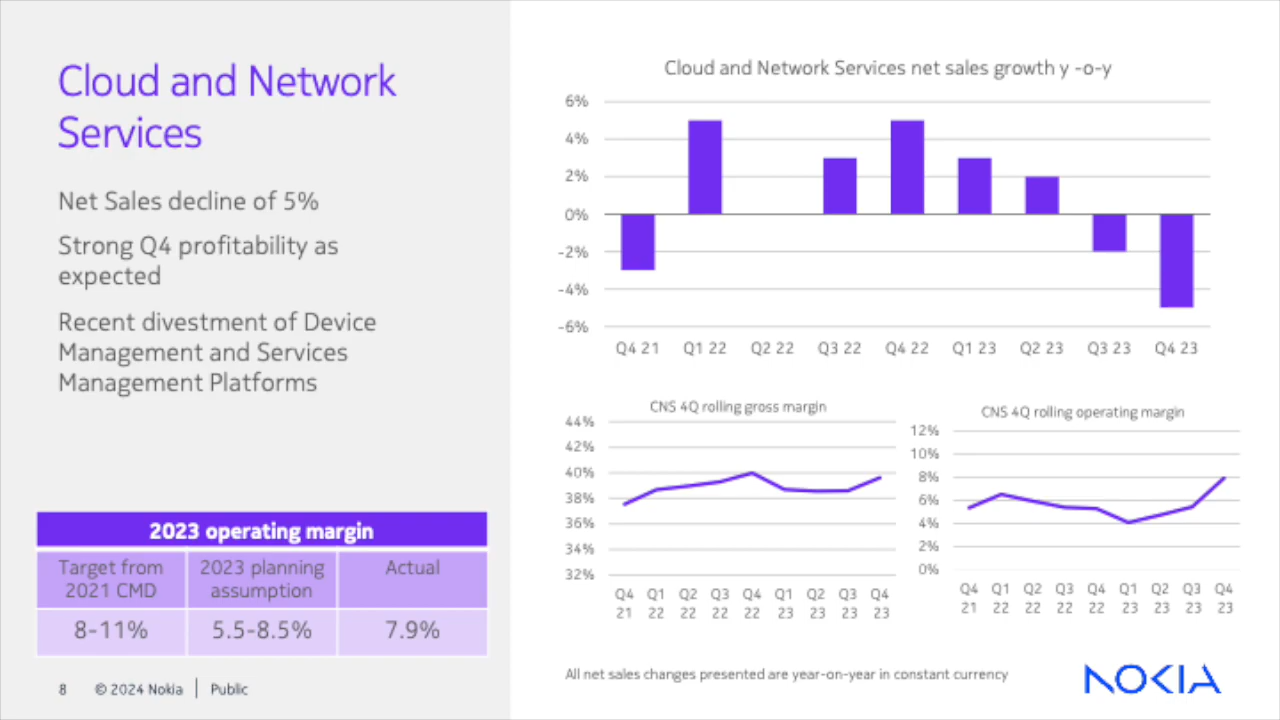 Cloud and Network
Services
Net Sales decline of 5%
Strong Q4 profitability as
expected
Recent divestment of Device
Management and Services
Management Platforms
2023 operating margin
Target from 2021 CMD
2023 planning assumption
Actual
8-11%
5.5-8.5%
7.9%
8 © 2024 Nokia | Public
Cloud and Network Services net sales growth y -o-y
6%
4%
2%
0%
-2%
-4%
-6%
Q4 21 Q1 22 Q2 22 Q3 22 Q4 22 Q1 23 Q2 23 Q3 23 Q4 23
CNS 4Q rolling gross margin
44%
42%
40%
38%
36%
34%
32%
Q4 Q1 Q2 Q3 Q4 Q1 Q2 Q3 Q4
21 22 22 22 22 23 23 23 23
CNS 4Q rolling operating margin
12%
10%
8%
6%
4%
2%
0%
Q4 Q1 Q2 Q3 Q4 Q1 Q2 Q3 Q4
21 22 22 22 22 23 23 23 23
All net sales changes presented are year-on-year in constant currency
NOKIA